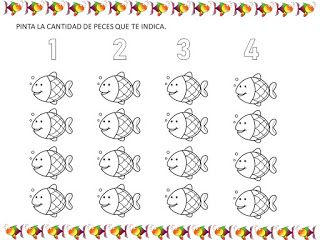 PINTA LA CANTIDAD DE PECES QUE TE INDICA.
1 2 3 4